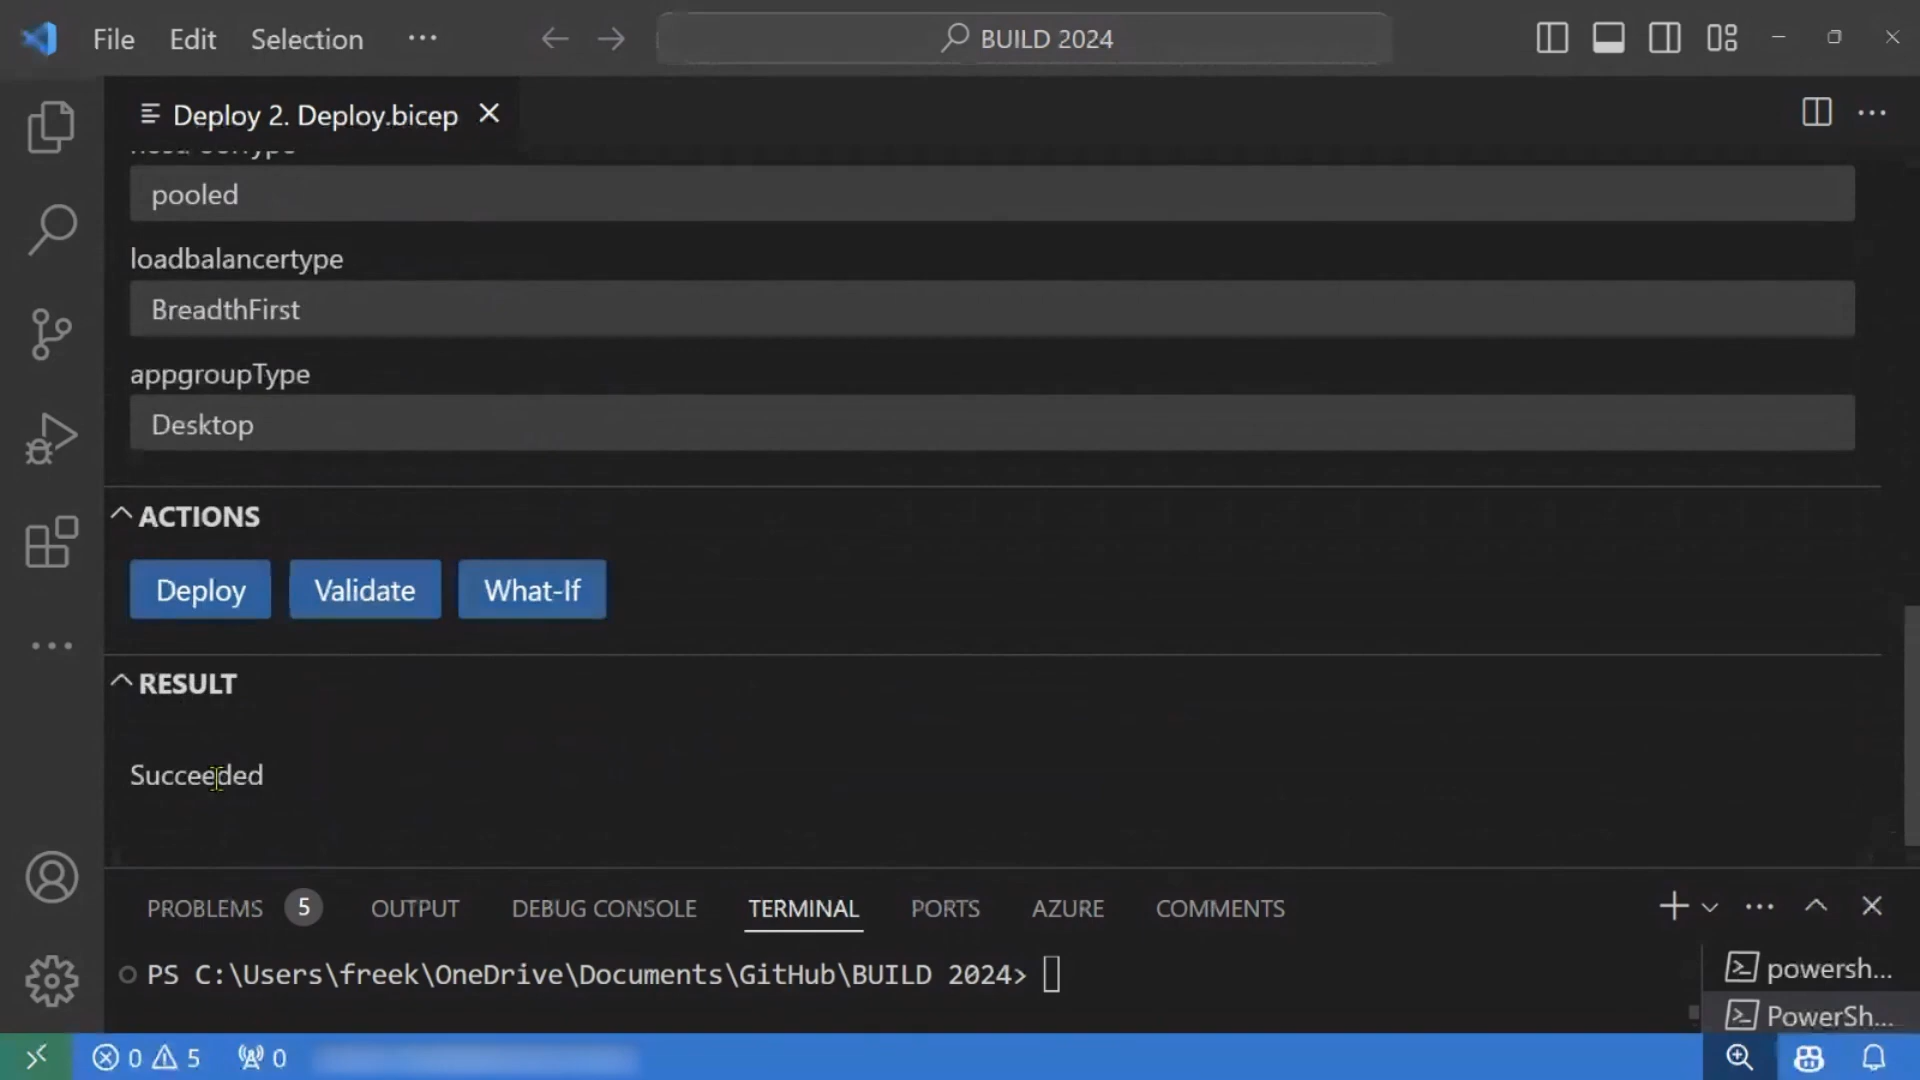 File Edit Selection ···
BUILD 2024
Deploy 2. Deploy.bicep
pooled
loadbalancertype
BreadthFirst
appgroupType
Desktop
ACTIONS
Deploy Validate What-If
RESULT
Succeeded
PROBLEMS 5 OUTPUT DEBUG CONSOLE TERMINAL PORTS AZURE COMMENTS
PS C:\Users\freek\OneDrive\Documents\GitHub\BUILD 2024>
powersh...
PowerSh...
0 5 0